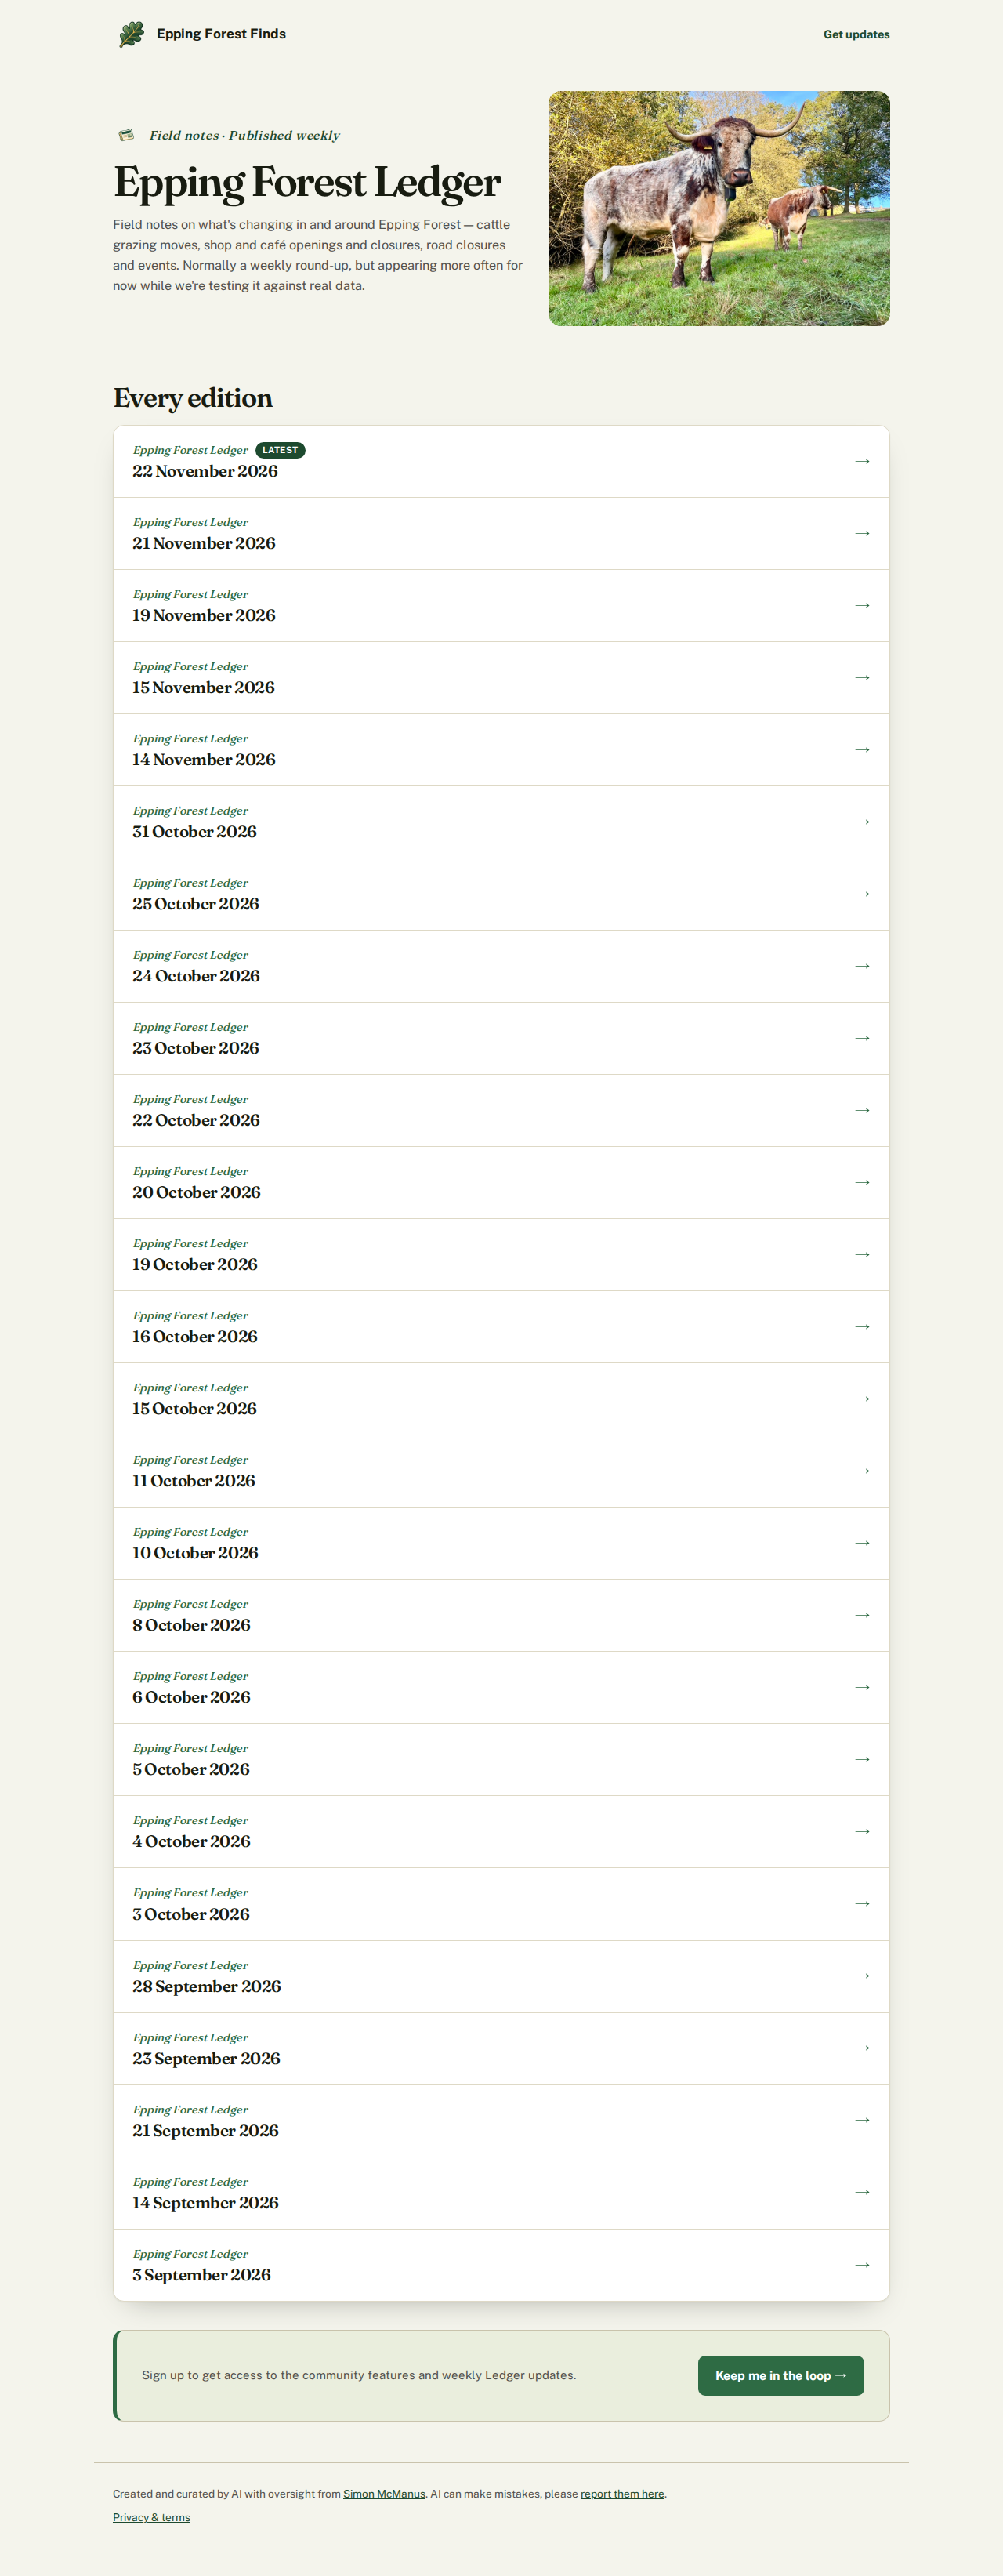 Epping Forest Finds
Get updates
Field notes · Published weekly
Epping Forest Ledger
Field notes on what's changing in and around Epping Forest — cattle
grazing moves, shop and café openings and closures, road closures
and events. Normally a weekly round-up, but appearing more often for
now while we're testing it against real data.
Every edition
Epping Forest Ledger LATEST
22 November 2026 →
Epping Forest Ledger
21 November 2026 →
Epping Forest Ledger
19 November 2026 →
Epping Forest Ledger
15 November 2026 →
Epping Forest Ledger
14 November 2026 →
Epping Forest Ledger
31 October 2026 →
Epping Forest Ledger
25 October 2026 →
Epping Forest Ledger
24 October 2026 →
Epping Forest Ledger
23 October 2026 →
Epping Forest Ledger
22 October 2026 →
Epping Forest Ledger
20 October 2026 →
Epping Forest Ledger
19 October 2026 →
Epping Forest Ledger
16 October 2026 →
Epping Forest Ledger
15 October 2026 →
Epping Forest Ledger
11 October 2026 →
Epping Forest Ledger
10 October 2026 →
Epping Forest Ledger
8 October 2026 →
Epping Forest Ledger
6 October 2026 →
Epping Forest Ledger
5 October 2026 →
Epping Forest Ledger
4 October 2026 →
Epping Forest Ledger
3 October 2026 →
Epping Forest Ledger
28 September 2026 →
Epping Forest Ledger
23 September 2026 →
Epping Forest Ledger
21 September 2026 →
Epping Forest Ledger
14 September 2026 →
Epping Forest Ledger
3 September 2026 →
Sign up to get access to the community features and weekly Ledger updates.
Keep me in the loop →
Created and curated by AI with oversight from Simon McManus. AI can make mistakes, please report them here.
Privacy & terms